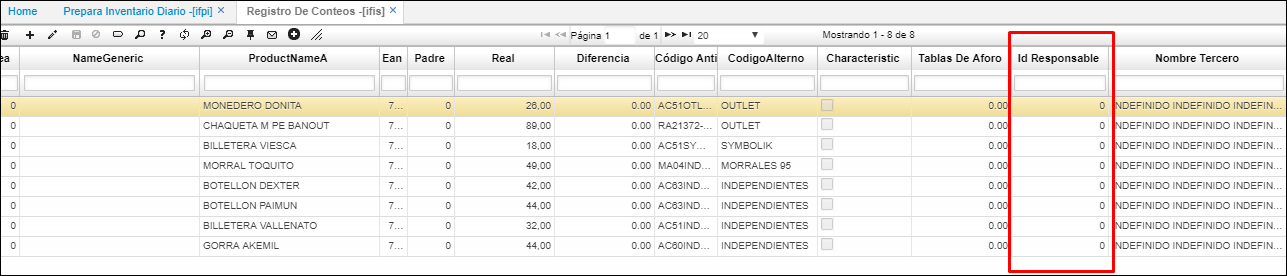 Home Prepara Inventario Diario -[ifpi] × Registro De Conteos -[ifis] ×
Página 1 de 1 20 Mostrando 1 - 8 de 8
ea NameGeneric ProductNameA Ean Padre Real Diferencia Código Anti CodigoAlterno Characteristic Tablas De Aforo Id Responsable Nombre Tercero
0 MONEDERO DONITA 7... 0 26,00 0.00 AC51OTL... OUTLET 0.00 0 NDEFINIDO INDEFINIDO INDEFIN...
0 CHAQUETA M PE BANOUT 7... 0 89,00 0.00 RA21372-... OUTLET 0.00 0 NDEFINIDO INDEFINIDO INDEFIN...
0 BILLETERA VIESCA 7... 0 18,00 0.00 AC51SY... SYMBOLIK 0.00 0 NDEFINIDO INDEFINIDO INDEFIN...
0 MORRAL TOQUITO 7... 0 49,00 0.00 MA04IND... MORRALES 95 0.00 0 NDEFINIDO INDEFINIDO INDEFIN...
0 BOTELLON DEXTER 7... 0 42,00 0.00 AC63IND... INDEPENDIENTES 0.00 0 NDEFINIDO INDEFINIDO INDEFIN...
0 BOTELLON PAIMUN 7... 0 44,00 0.00 AC63IND... INDEPENDIENTES 0.00 0 NDEFINIDO INDEFINIDO INDEFIN...
0 BILLETERA VALLENATO 7... 0 32,00 0.00 AC51IND... INDEPENDIENTES 0.00 0 NDEFINIDO INDEFINIDO INDEFIN...
0 GORRA AKEMIL 7... 0 44,00 0.00 AC60IND... INDEPENDIENTES 0.00 0 NDEFINIDO INDEFINIDO INDEFIN...